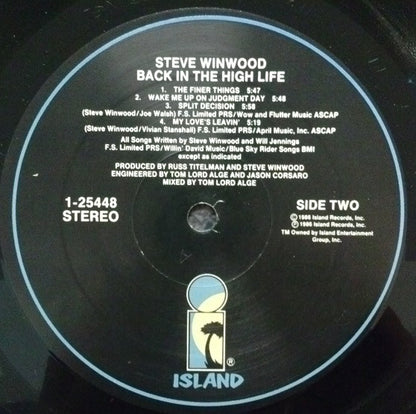 STEVE WINWOOD
BACK IN THE HIGH LIFE
1. THE FINER THINGS 5:47
2. WAKE ME UP ON JUDGMENT DAY 5:48
3. SPLIT DECISION 5:58
(Steve Winwood/Joe Walsh) F.S. Limited PRS/Wow and Flutter Music ASCAP
4. MY LOVE'S LEAVIN' 5:19
(Steve Winwood/Vivian Stanshall) F.S. Limited PRS/April Music, Inc. ASCAP
All Songs Written by Steve Winwood and Will Jennings
F.S. Limited PRS/Willin' David Music/Blue Sky Rider Songs BMI
except as indicated
PRODUCED BY RUSS TITELMAN AND STEVE WINWOOD
ENGINEERED BY TOM LORD ALGE AND JASON CORSARO
MIXED BY TOM LORD ALGE
1-25448
STEREO
SIDE TWO
© 1986 Island Records, Inc.
℗ 1986 Island Records, Inc.
TM Owned by Island Entertainment
Group, Inc.
®
ISLAND